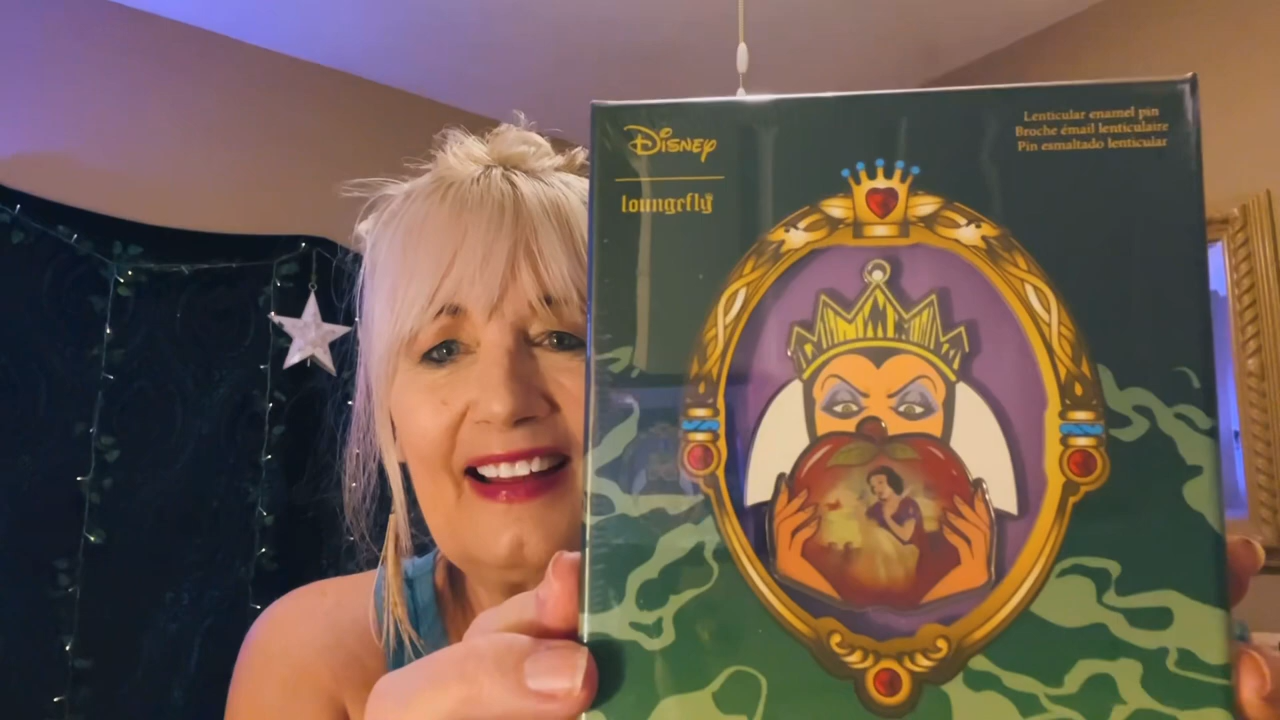 Disney
loungefly
Lenticular enamel pin
Broche émail lenticulaire
Pin esmaltado lenticular